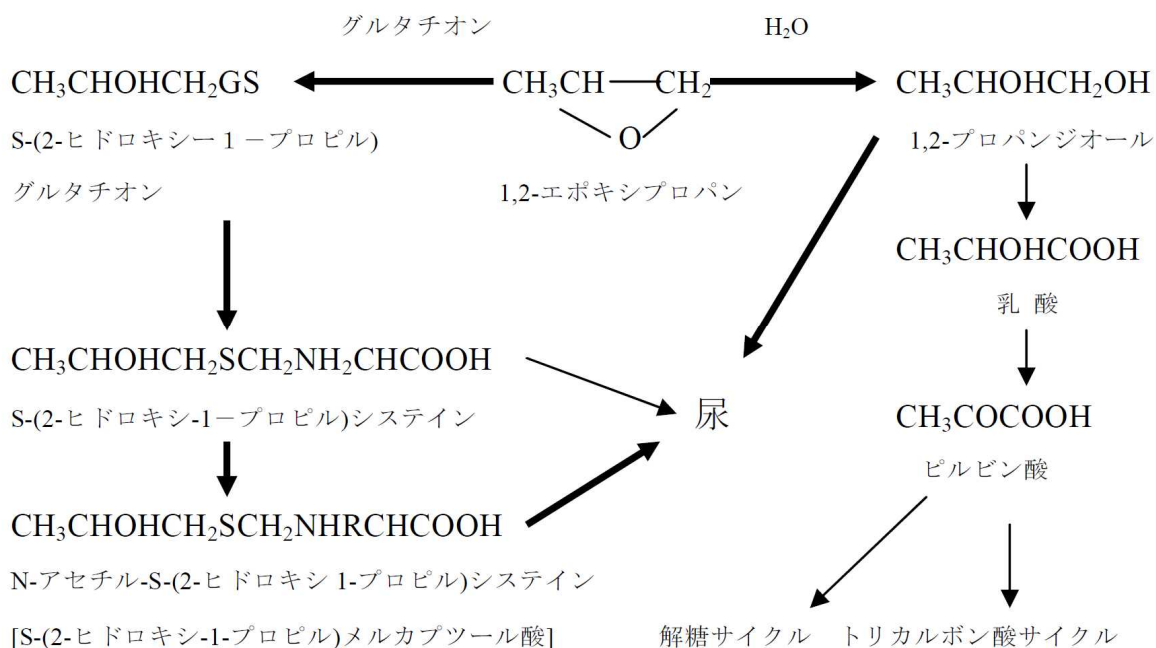 グルタチオン H₂O
CH₃CHOHCH₂GS CH₃CH CH₂ CH₃CHOHCH₂OH
S-(2-ヒドロキシー１－プロピル) O 1,2-プロパンジオール
グルタチオン 1,2-エポキシプロパン
CH₃CHOHCOOH
乳 酸
CH₃CHOHCH₂SCH₂NH₂CHCOOH
S-(2-ヒドロキシ-1－プロピル)システイン 尿 CH₃COCOOH
ピルビン酸
CH₃CHOHCH₂SCH₂NHRCHCOOH
N-アセチル-S-(2-ヒドロキシ 1-プロピル)システイン
[S-(2-ヒドロキシ-1-プロピル)メルカプツール酸] 解糖サイクル トリカルボン酸サイクル